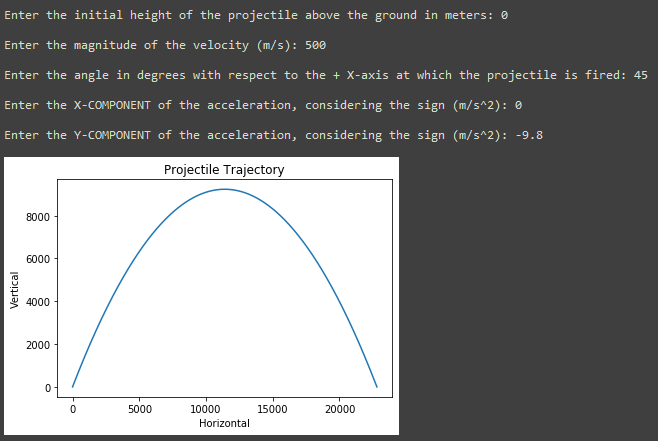 Enter the initial height of the projectile above the ground in meters: 0
Enter the magnitude of the velocity (m/s): 500
Enter the angle in degrees with respect to the + X-axis at which the projectile is fired: 45
Enter the X-COMPONENT of the acceleration, considering the sign (m/s^2): 0
Enter the Y-COMPONENT of the acceleration, considering the sign (m/s^2): -9.8
Projectile Trajectory
8000
6000
4000
2000
0
Vertical
0 5000 10000 15000 20000
Horizontal